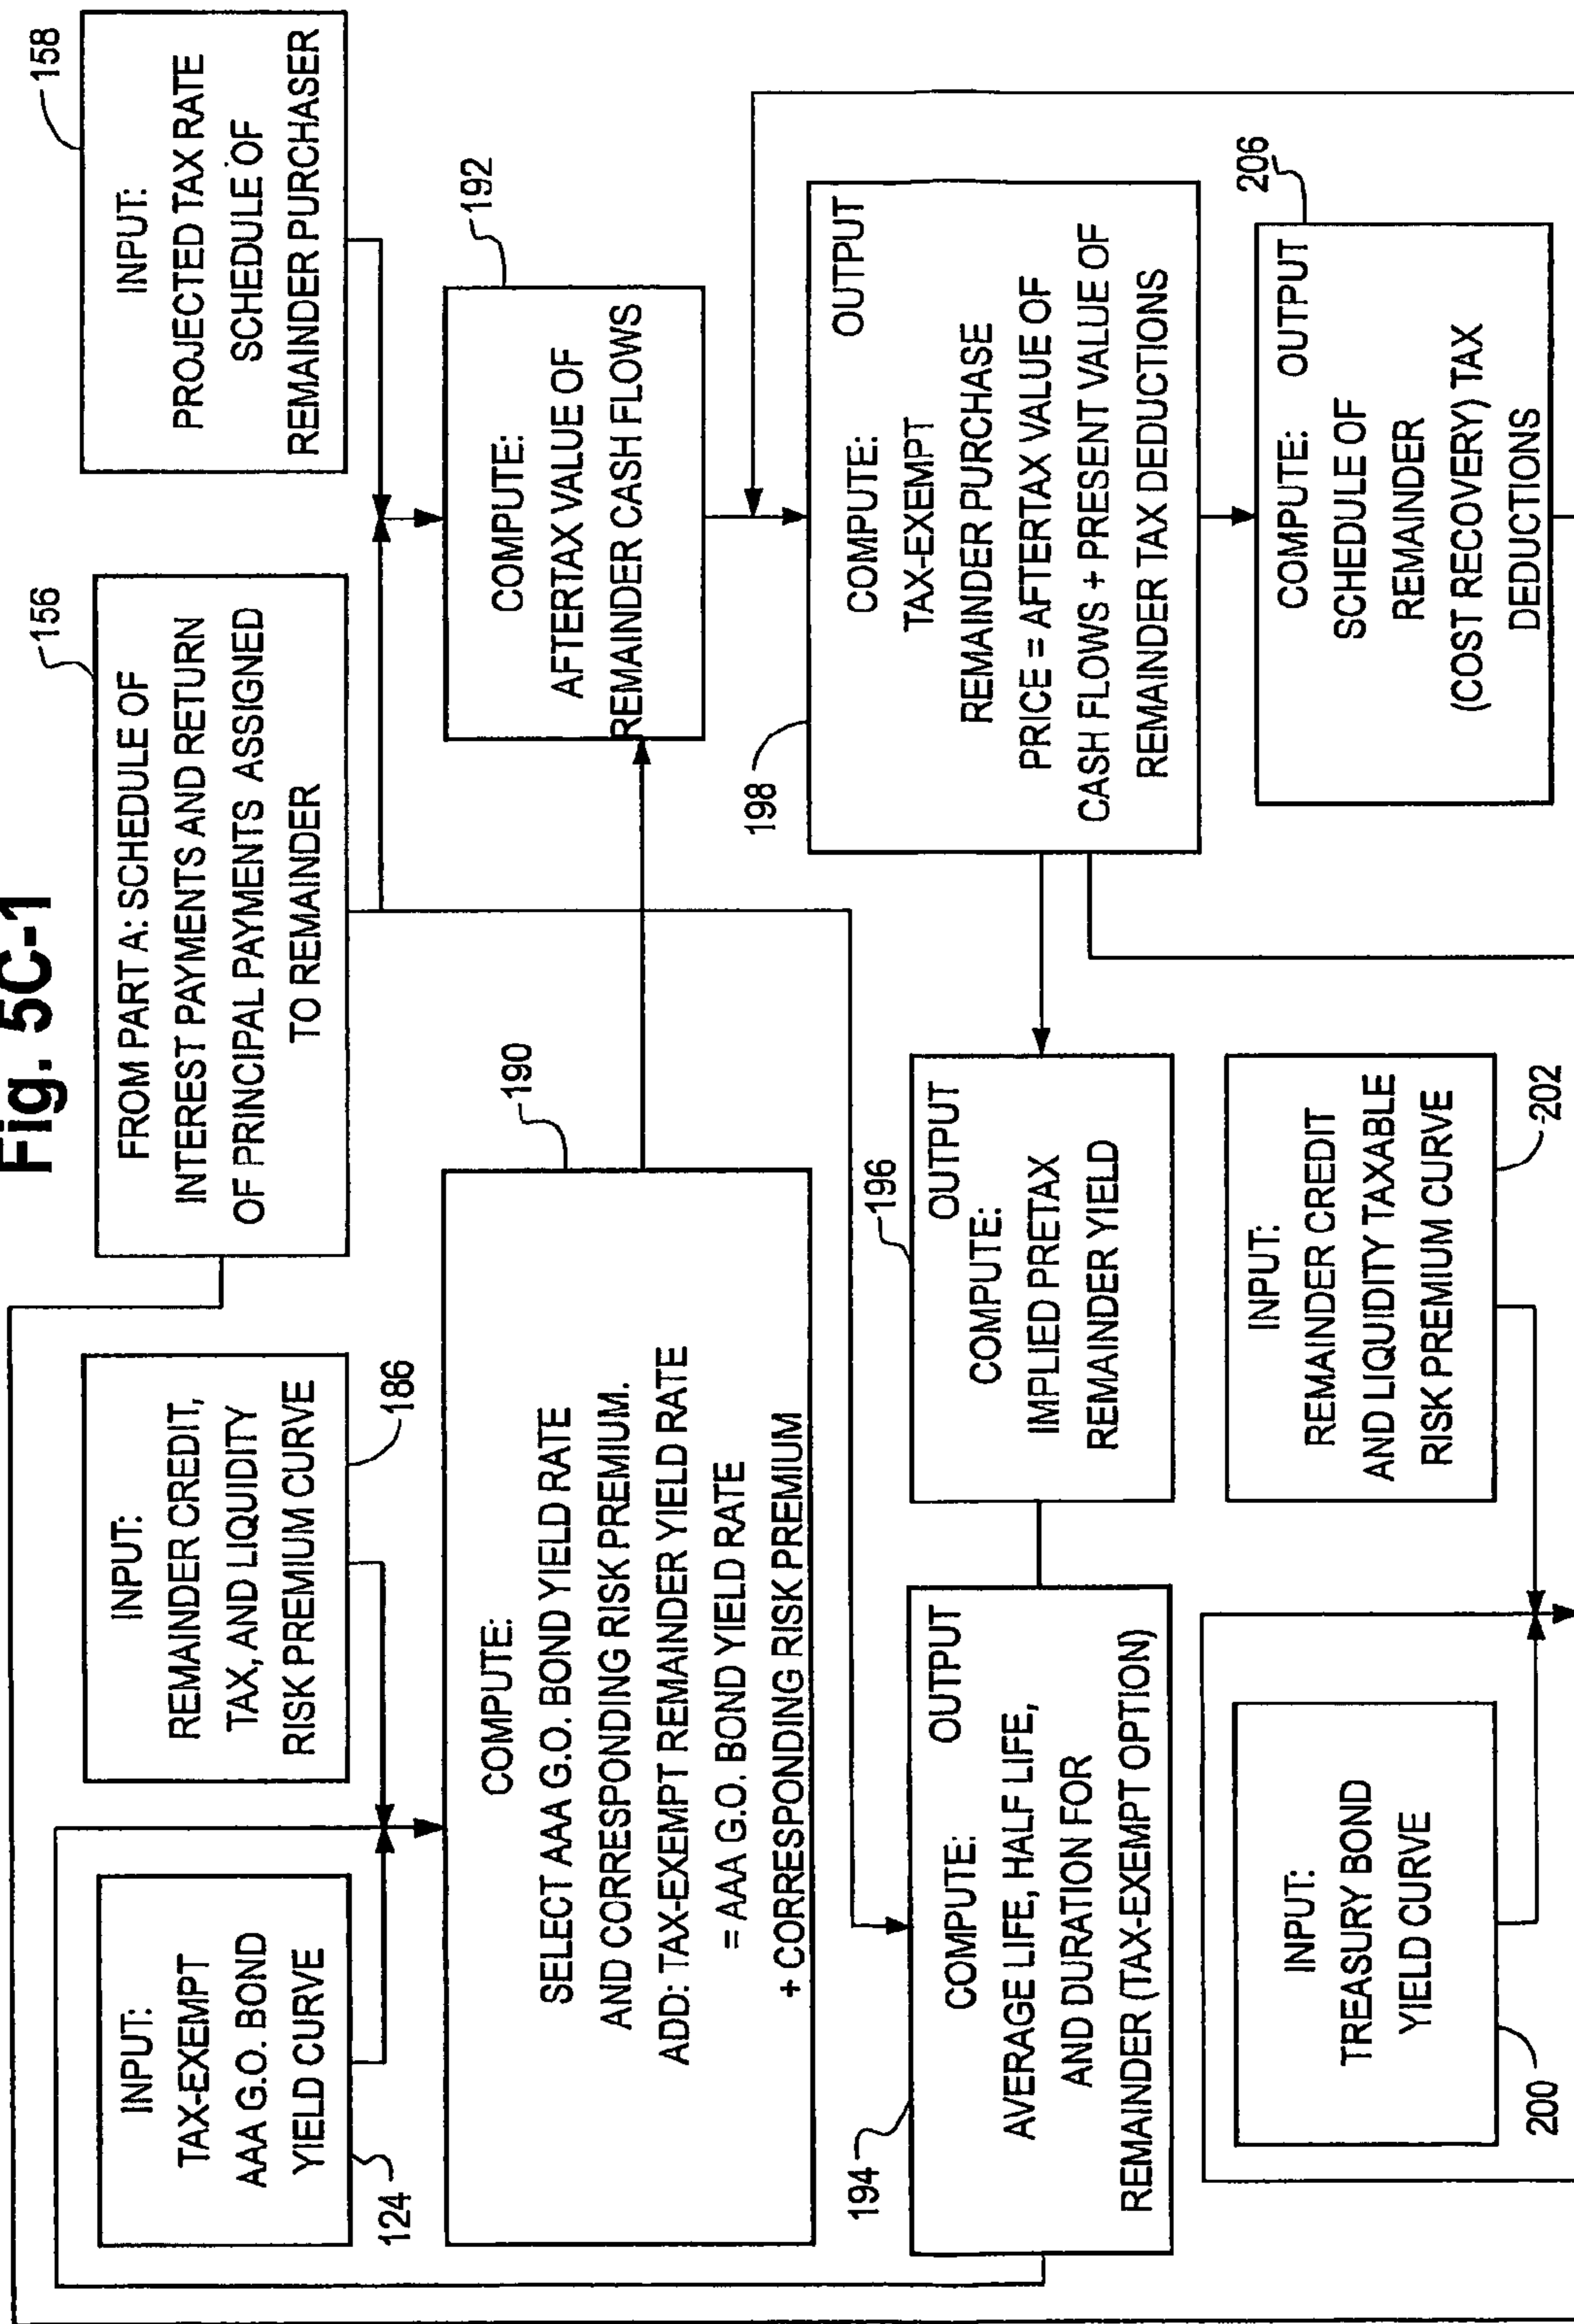 Fig. 5C-1
INPUT:
TAX-EXEMPT
AAA G.O. BOND
YIELD CURVE
124
INPUT:
REMAINDER CREDIT,
TAX, AND LIQUIDITY
RISK PREMIUM CURVE
186
FROM PART A: SCHEDULE OF
INTEREST PAYMENTS AND RETURN
OF PRINCIPAL PAYMENTS ASSIGNED
TO REMAINDER
156
INPUT:
PROJECTED TAX RATE
SCHEDULE OF
REMAINDER PURCHASER
158
COMPUTE:
SELECT AAA G.O. BOND YIELD RATE
AND CORRESPONDING RISK PREMIUM.
ADD: TAX-EXEMPT REMAINDER YIELD RATE
= AAA G.O. BOND YIELD RATE
+ CORRESPONDING RISK PREMIUM
190
COMPUTE:
AFTERTAX VALUE OF
REMAINDER CASH FLOWS
192
COMPUTE: OUTPUT
AVERAGE LIFE, HALF LIFE,
AND DURATION FOR
REMAINDER (TAX-EXEMPT OPTION)
194
OUTPUT
COMPUTE:
IMPLIED PRETAX
REMAINDER YIELD
196
COMPUTE: OUTPUT
TAX-EXEMPT
REMAINDER PURCHASE
PRICE = AFTERTAX VALUE OF
CASH FLOWS + PRESENT VALUE OF
REMAINDER TAX DEDUCTIONS
198
INPUT:
TREASURY BOND
YIELD CURVE
200
INPUT:
REMAINDER CREDIT
AND LIQUIDITY TAXABLE
RISK PREMIUM CURVE
202
COMPUTE: OUTPUT
SCHEDULE OF
REMAINDER
(COST RECOVERY) TAX
DEDUCTIONS
206